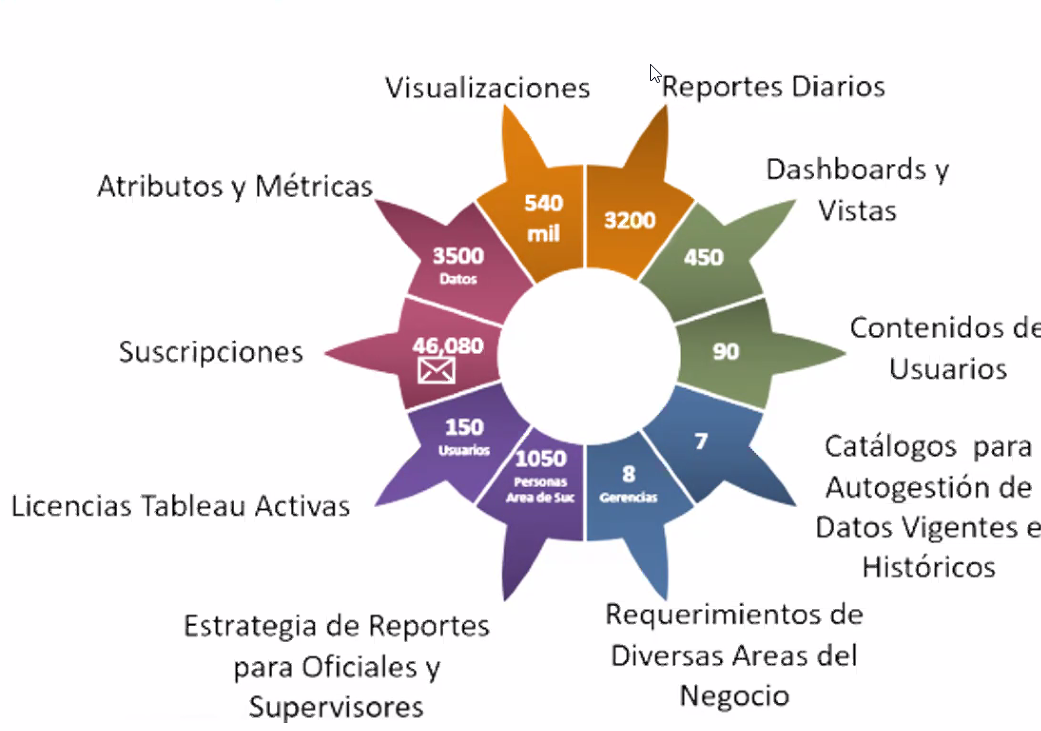 Visualizaciones
Reportes Diarios
Dashboards y
Vistas
Atributos y Métricas
540
mil
3200
3500
Datos
450
Contenidos de
Usuarios
Suscripciones
46,080
90
150
Usuarios
7
Catálogos para
Autogestión de
Datos Vigentes e
Históricos
1050
Personas
Area de Suc
8
Gerencias
Licencias Tableau Activas
Estrategia de Reportes
para Oficiales y
Supervisores
Requerimientos de
Diversas Areas del
Negocio